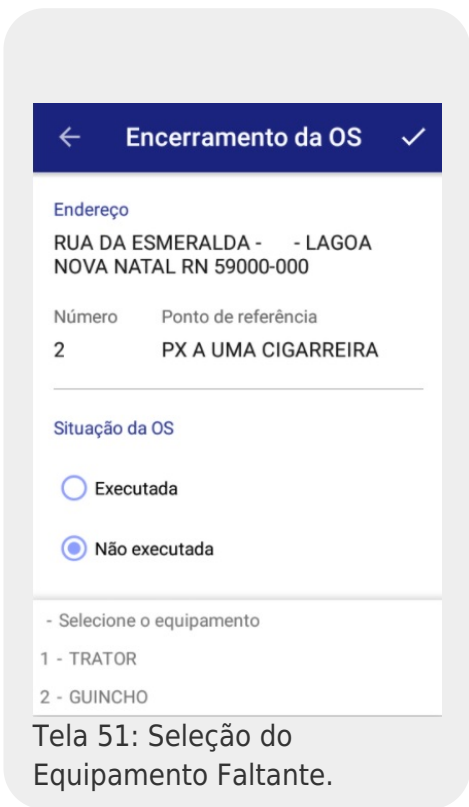 Encerramento da OS
Endereço
RUA DA ESMERALDA -     - LAGOA
NOVA NATAL RN 59000-000
Número Ponto de referência
2 PX A UMA CIGARREIRA
Situação da OS
Executada
Não executada
- Selecione o equipamento
1 - TRATOR
2 - GUINCHO
Tela 51: Seleção do
Equipamento Faltante.